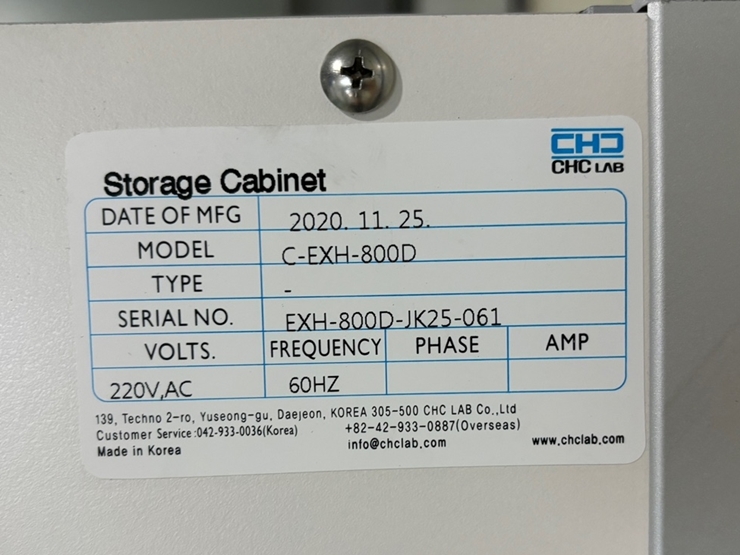 CHC
CHC LAB
Storage Cabinet
DATE OF MFG 2020. 11. 25.
MODEL C-EXH-800D
TYPE -
SERIAL NO. EXH-800D-JK25-061
VOLTS. FREQUENCY PHASE AMP
220V,AC 60HZ
139, Techno 2-ro, Yuseong-gu, Daejeon, KOREA 305-500 CHC LAB Co.,Ltd
Customer Service:042-933-0036(Korea) +82-42-933-0887(Overseas)
Made in Korea info@chclab.com www.chclab.com